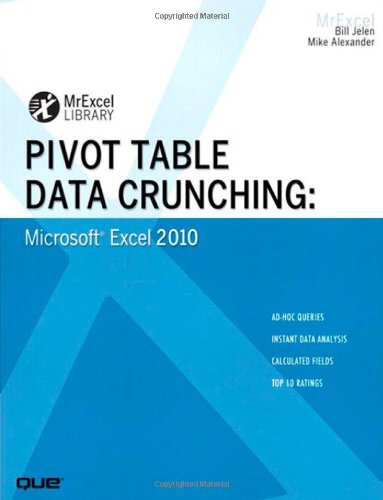 Copyrighted Material
MrExcel
Bill Jelen
Mike Alexander
MrExcel
LIBRARY
PIVOT TABLE
DATA CRUNCHING:
Microsoft® Excel 2010
AD-HOC QUERIES
INSTANT DATA ANALYSIS
CALCULATED FIELDS
TOP 10 RATINGS
QUE®
Copyrighted Material